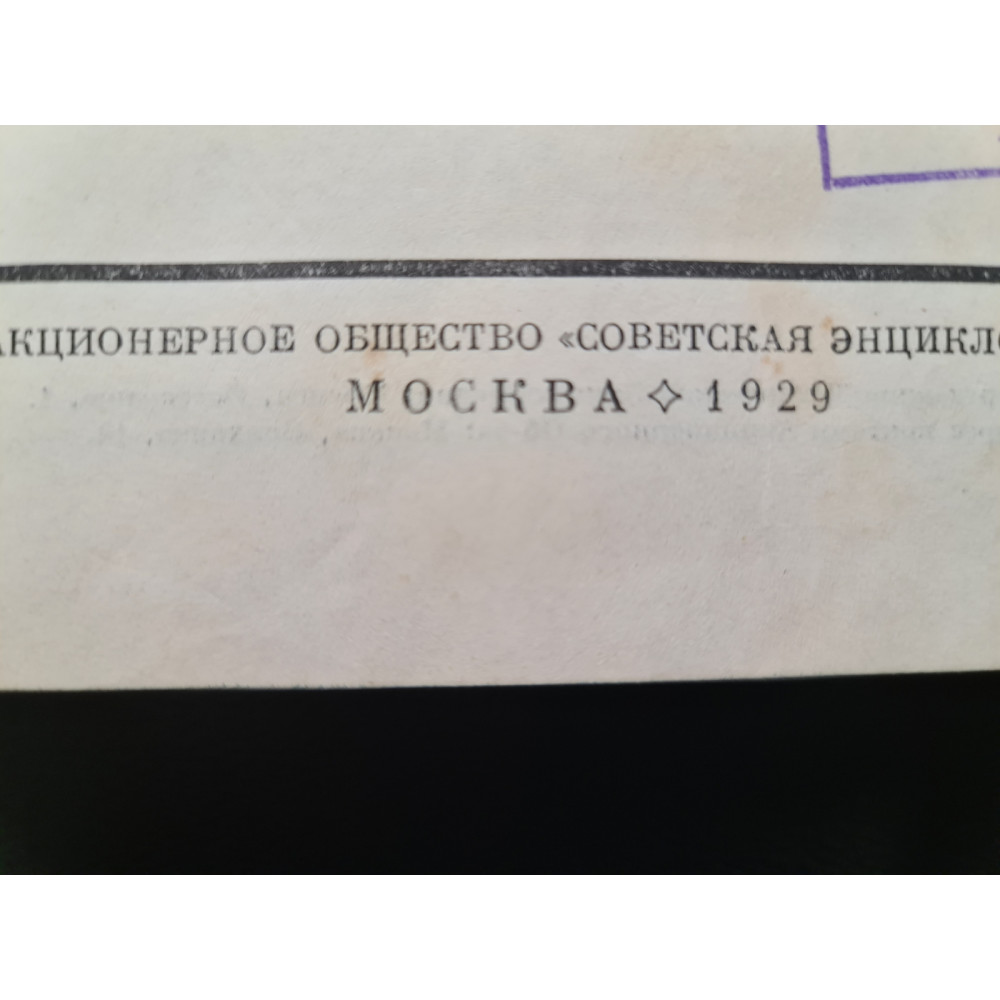 АКЦИОНЕРНОЕ ОБЩЕСТВО «СОВЕТСКАЯ ЭНЦИКЛО
МОСКВА ✧ 1929